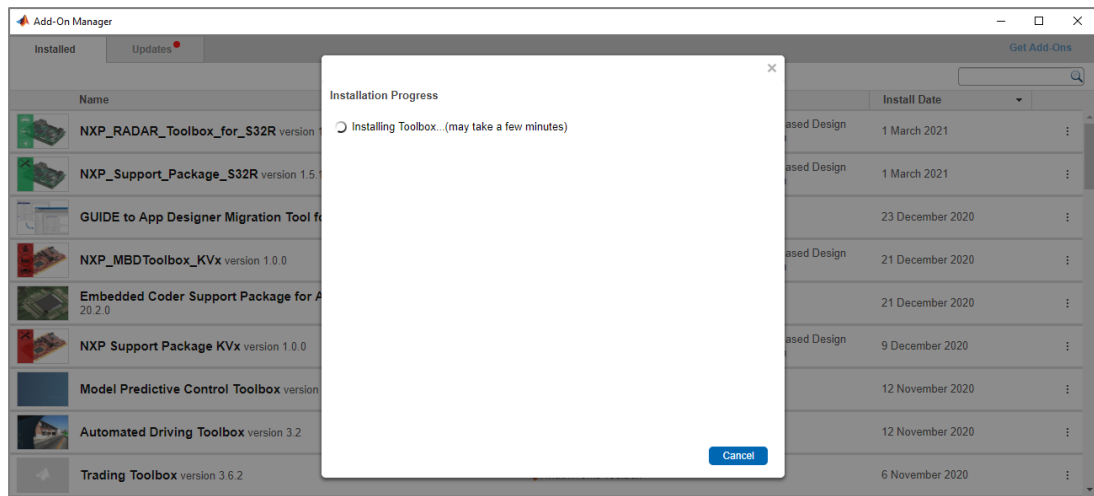 Add-On Manager
Installed
Updates
Get Add-Ons
Name
Install Date
Installation Progress
Installing Toolbox...(may take a few minutes)
NXP_RADAR_Toolbox_for_S32R version
ased Design
1 March 2021
NXP_Support_Package_S32R version 1.5.
ased Design
1 March 2021
GUIDE to App Designer Migration Tool
23 December 2020
NXP_MBDToolbox_KVx version 1.0.0
ased Design
21 December 2020
Embedded Coder Support Package for
20.2.0
21 December 2020
NXP Support Package KVx version 1.0.0
ased Design
9 December 2020
Model Predictive Control Toolbox version
12 November 2020
Automated Driving Toolbox version 3.2
12 November 2020
Cancel
Trading Toolbox version 3.6.2
6 November 2020